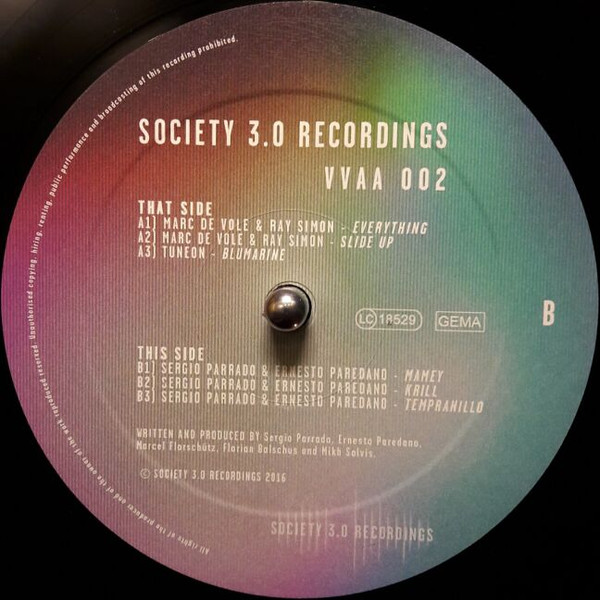 SOCIETY 3.0 RECORDINGS
VVAA 002
THAT SIDE
A1) MARC DE VOLE & RAY SIMON - EVERYTHING
A2) MARC DE VOLE & RAY SIMON - SLIDE UP
A3) TUNEON - BLUMARINE
LC 18529 GEMA
B
THIS SIDE
B1) SERGIO PARRADO & ERNESTO PAREDANO - MAMEY
B2) SERGIO PARRADO & ERNESTO PAREDANO - KRILL
B3) SERGIO PARRADO & ERNESTO PAREDANO - TEMPRANILLO
WRITTEN AND PRODUCED BY Sergio Parrado, Ernesto Paredano,
Marcel Florschütz, Florian Balschus and Nikh Solvis.
© SOCIETY 3.0 RECORDINGS 2016
SOCIETY 3.0 RECORDINGS
All rights of the producer and of the owner of the work reproduced reserved. Unauthorised copying, hiring, renting, public performance and broadcasting of this recording prohibited.